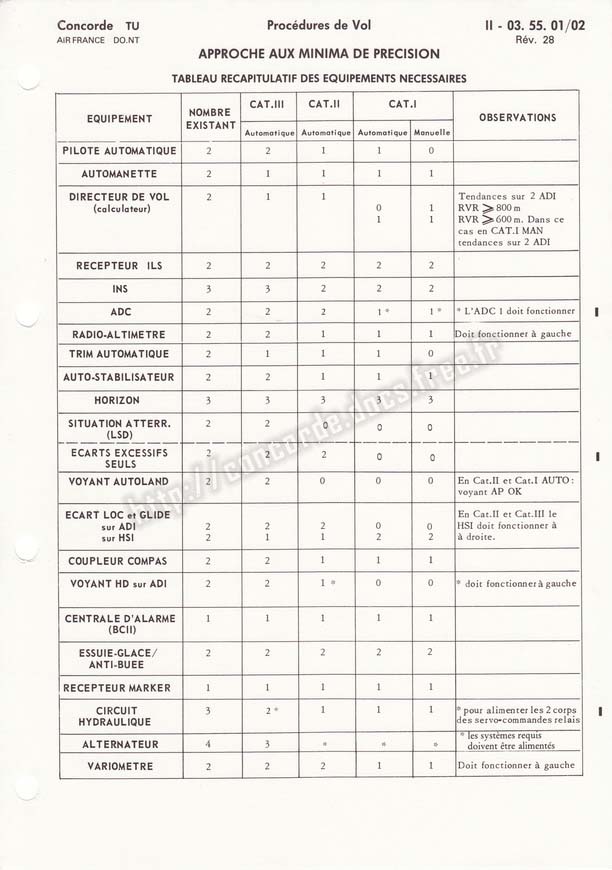 Concorde TU Procédures de Vol II - 03. 55. 01/02
AIR FRANCE DO.NT Rév. 28
APPROCHE AUX MINIMA DE PRECISION
TABLEAU RECAPITULATIF DES EQUIPEMENTS NECESSAIRES
EQUIPEMENT NOMBRE EXISTANT CAT.III CAT.II CAT.I OBSERVATIONS
Automatique Automatique Automatique Manuelle
PILOTE AUTOMATIQUE 2 2 1 1 0
AUTOMANETTE 2 1 1 1 1
DIRECTEUR DE VOL 2 1 1 Tendances sur 2 ADI
(calculateur) 0 1 RVR ⩾ 800 m
1 1 RVR ⩾ 600 m. Dans ce
cas en CAT.I MAN
tendances sur 2 ADI
RECEPTEUR ILS 2 2 2 2 2
INS 3 3 2 2 2
ADC 2 2 2 1 * 1 * * L'ADC 1 doit fonctionner
RADIO-ALTIMETRE 2 2 1 1 1 Doit fonctionner à gauche
TRIM AUTOMATIQUE 2 1 1 1 0
AUTO-STABILISATEUR 2 2 1 1 1
HORIZON 3 3 3 3 3
SITUATION ATTERR. 2 2 0 0 0
(LSD)
ECARTS EXCESSIFS 2 2 2 0 0
SEULS
VOYANT AUTOLAND 2 2 0 0 0 En Cat.II et Cat.I AUTO :
voyant AP OK
ECART LOC et GLIDE En Cat.II et Cat.III le
sur ADI 2 2 2 0 0 HSI doit fonctionner à
sur HSI 2 1 1 2 2 à droite.
COUPLEUR COMPAS 2 2 1 1 1
VOYANT HD sur ADI 2 2 1 * 0 0 * doit fonctionner à gauche
CENTRALE D'ALARME 1 1 1 1 1
(BCII)
ESSUIE-GLACE/ 2 2 2 2 2
ANTI-BUEE
RECEPTEUR MARKER 1 1 1 1 1
CIRCUIT 3 2 * 1 1 1 * pour alimenter les 2 corps
HYDRAULIQUE des servo-commandes relais
ALTERNATEUR 4 3 * * * * les systèmes requis
doivent être alimentés
VARIOMETRE 2 2 2 1 1 Doit fonctionner à gauche
http://concorde.docs.free.fr